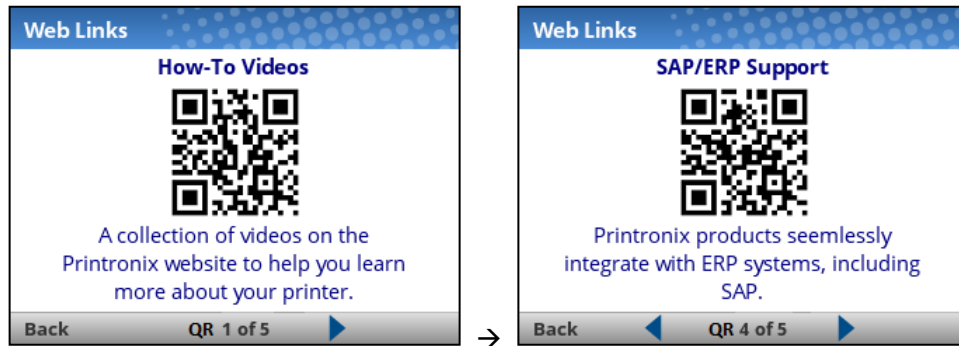 Web Links
How-To Videos
A collection of videos on the
Printronix website to help you learn
more about your printer.
Back QR 1 of 5
→
Web Links
SAP/ERP Support
Printronix products seemlessly
integrate with ERP systems, including
SAP.
Back QR 4 of 5